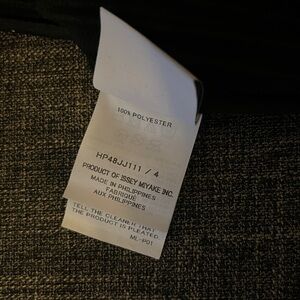 100% POLYESTER
HP48JJ111 / 4
PRODUCT OF ISSEY MIYAKE INC.
MADE IN PHILIPPINES
FABRIQUE
AUX PHILIPPINES
TELL THE CLEANER THAT
THE PRODUCT IS PLEATED.
ML-P01